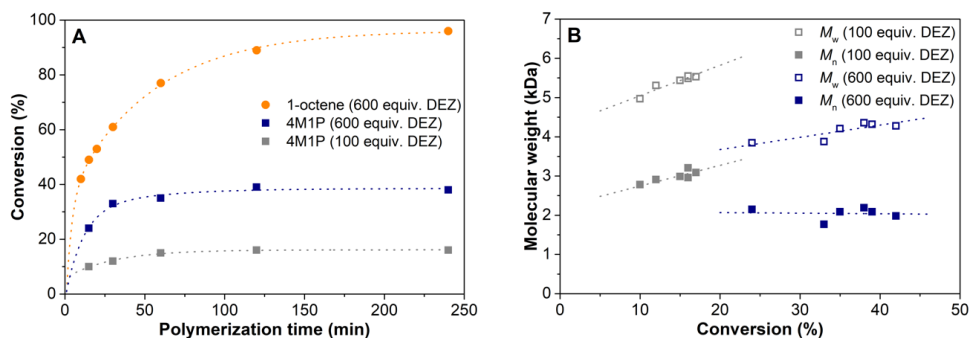 A
100
80
60
40
20
0
Conversion (%)
1-octene (600 equiv. DEZ)
4M1P (600 equiv. DEZ)
4M1P (100 equiv. DEZ)
0
50
100
150
200
250
Polymerization time (min)
B
7
6
5
4
3
2
1
0
Molecular weight (kDa)
Mw (100 equiv. DEZ)
Mn (100 equiv. DEZ)
Mw (600 equiv. DEZ)
Mn (600 equiv. DEZ)
0
10
20
30
40
50
Conversion (%)